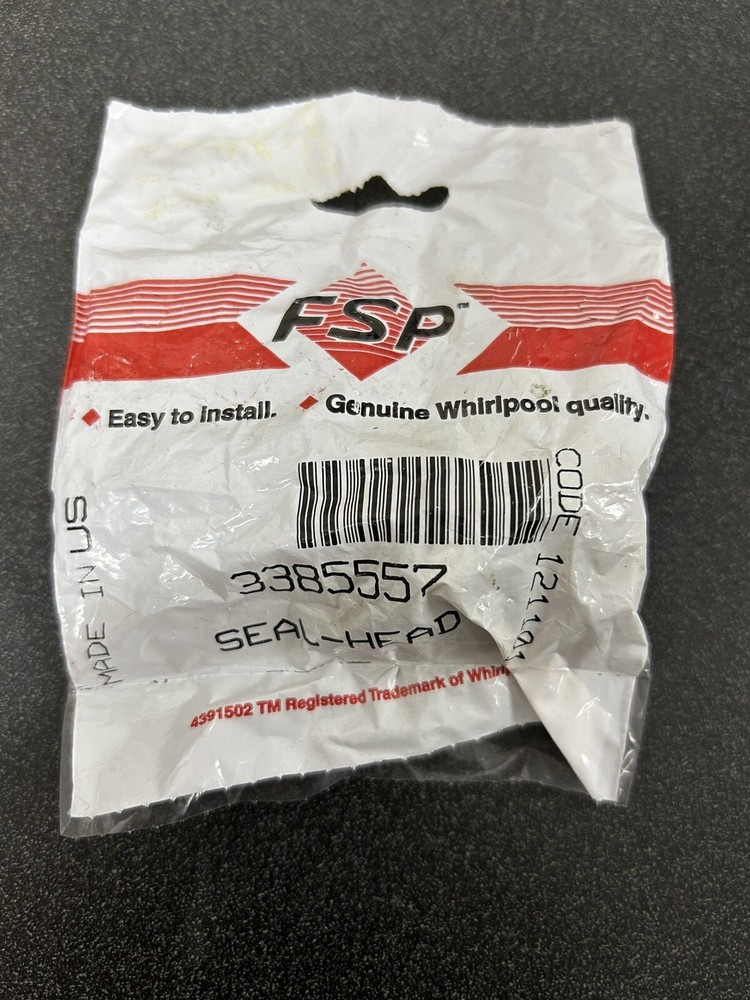 FSP™
Easy to install.
Genuine Whirlpool quality.
MADE IN US
CODE 121101
3385557
SEAL-HEAD
4391502 TM Registered Trademark of